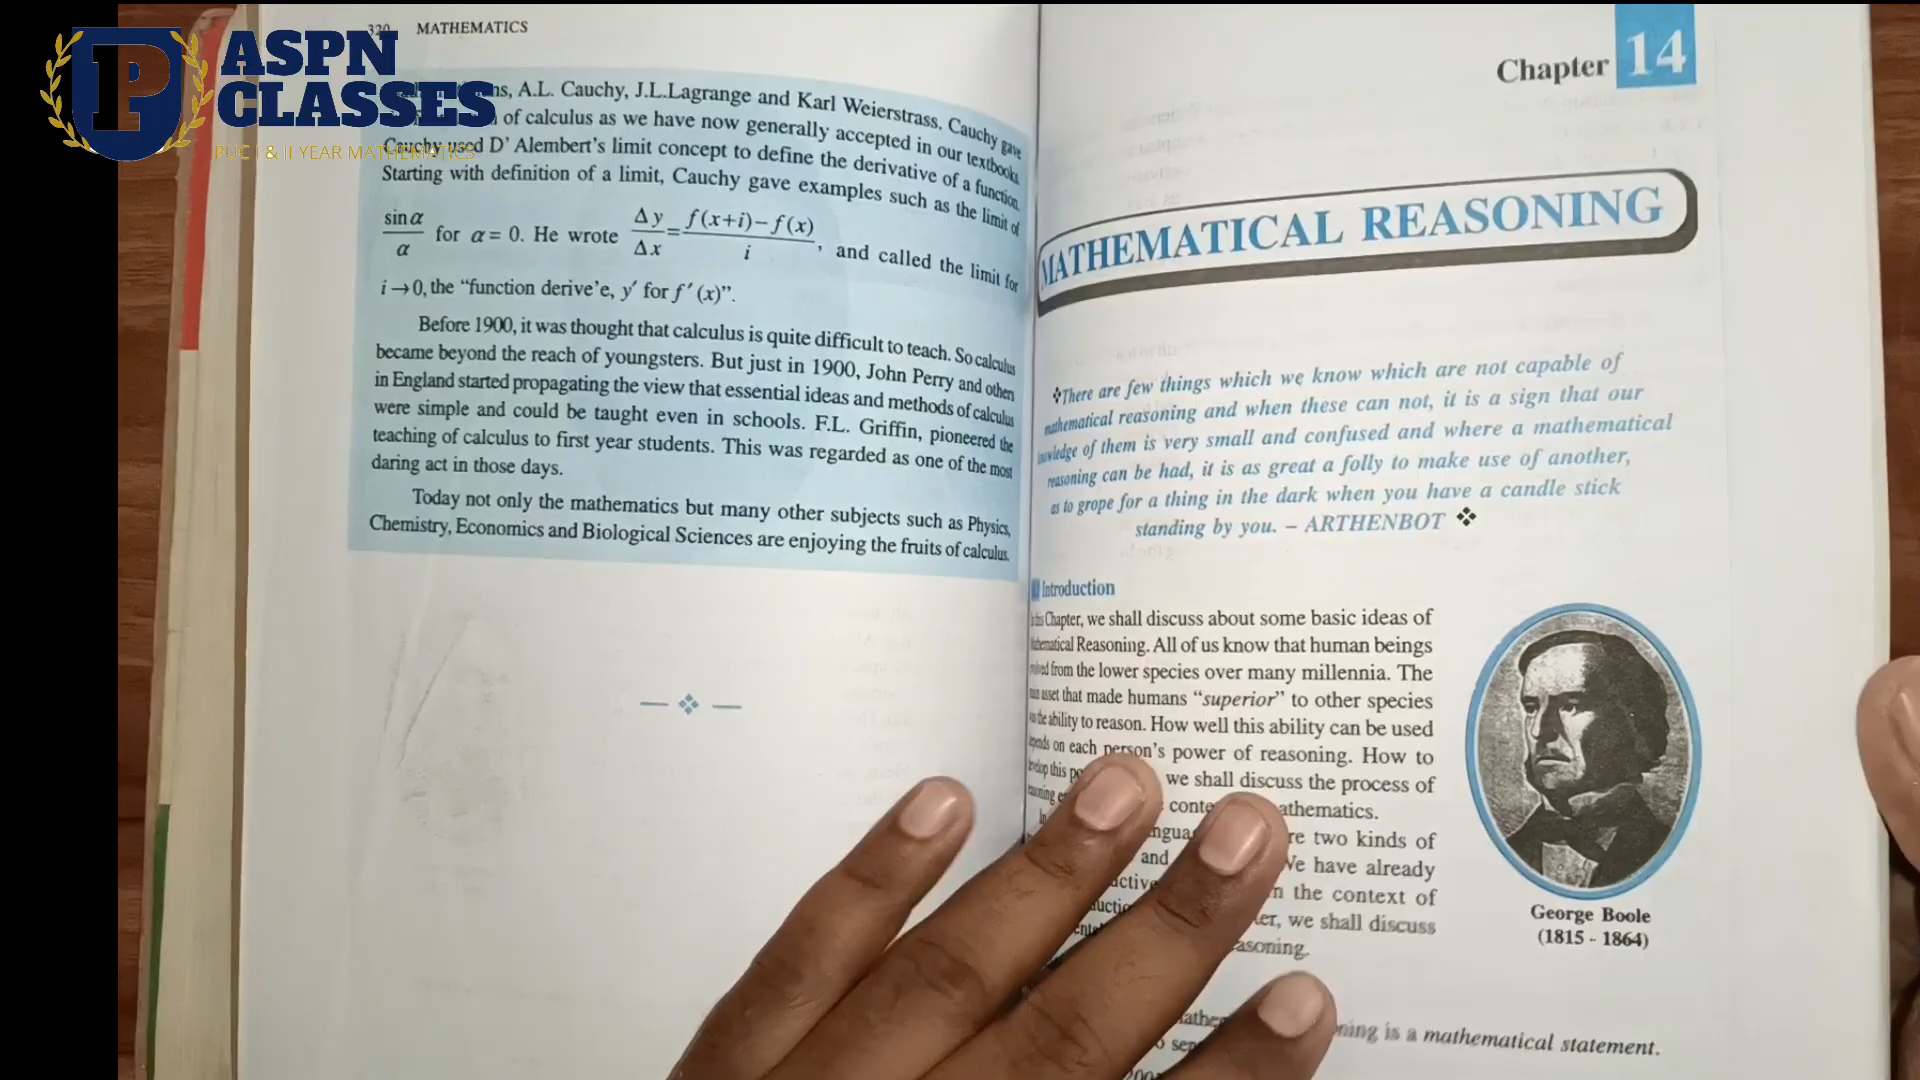 ASPN
CLASSES
PUC I & II YEAR MATHEMATICS
320 MATHEMATICS
A.L. Cauchy, J.L.Lagrange and Karl Weierstrass. Cauchy gave
of calculus as we have now generally accepted in our textbooks.
Cauchy used D' Alembert's limit concept to define the derivative of a function.
Starting with definition of a limit, Cauchy gave examples such as the limit of
sinα/α for α= 0. He wrote Δy/Δx = f(x+i)−f(x)/i, and called the limit for
i→0, the “function derive'e, y′ for f′(x)”.
Before 1900, it was thought that calculus is quite difficult to teach. So calculus
became beyond the reach of youngsters. But just in 1900, John Perry and others
in England started propagating the view that essential ideas and methods of calculus
were simple and could be taught even in schools. F.L. Griffin, pioneered the
teaching of calculus to first year students. This was regarded as one of the most
daring act in those days.
Today not only the mathematics but many other subjects such as Physics,
Chemistry, Economics and Biological Sciences are enjoying the fruits of calculus.
Chapter 14
MATHEMATICAL REASONING
There are few things which we know which are not capable of
mathematical reasoning and when these can not, it is a sign that our
knowledge of them is very small and confused and where a mathematical
reasoning can be had, it is as great a folly to make use of another,
as to grope for a thing in the dark when you have a candle stick
standing by you. – ARTHENBOT
Introduction
Chapter, we shall discuss about some basic ideas of
Mathematical Reasoning. All of us know that human beings
from the lower species over many millennia. The
asset that made humans “superior” to other species
the ability to reason. How well this ability can be used
on each person's power of reasoning. How to
this we shall discuss the process of
mathematics.
two kinds of
and We have already
the context of
we shall discuss
George Boole
(1815 - 1864)
is a mathematical statement.